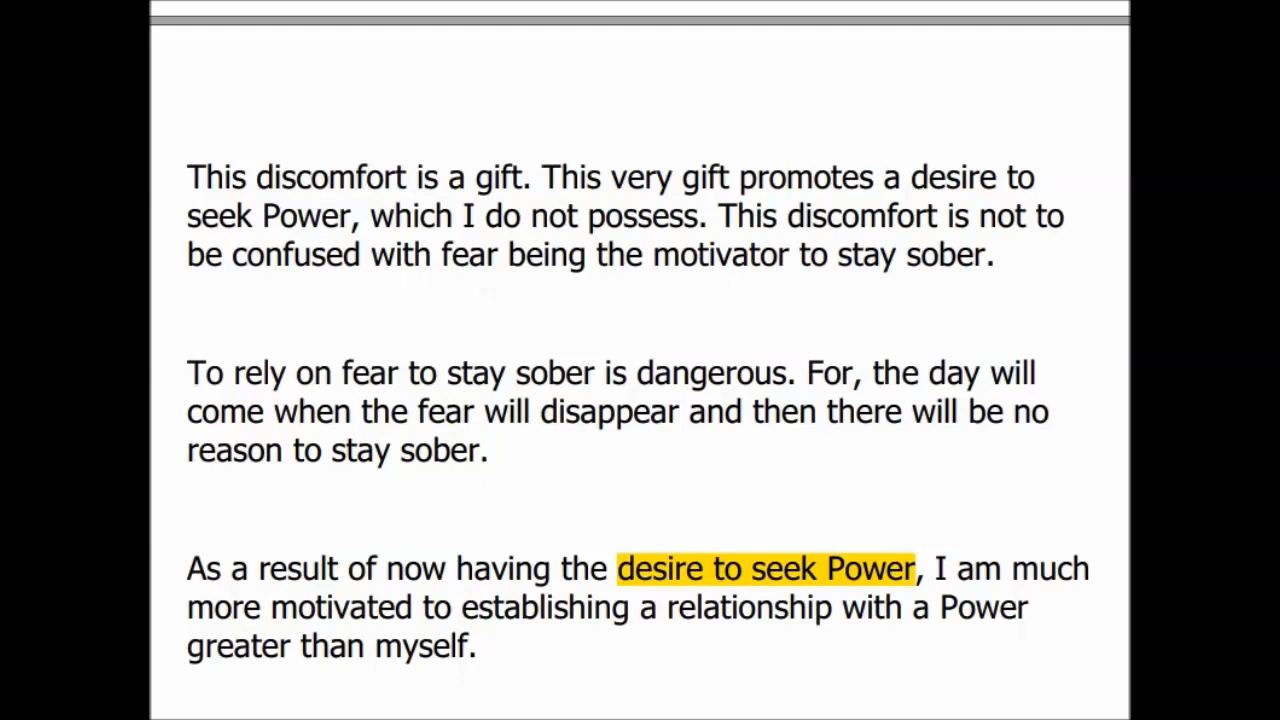 This discomfort is a gift. This very gift promotes a desire to
seek Power, which I do not possess. This discomfort is not to
be confused with fear being the motivator to stay sober.
To rely on fear to stay sober is dangerous. For, the day will
come when the fear will disappear and then there will be no
reason to stay sober.
As a result of now having the desire to seek Power, I am much
more motivated to establishing a relationship with a Power
greater than myself.